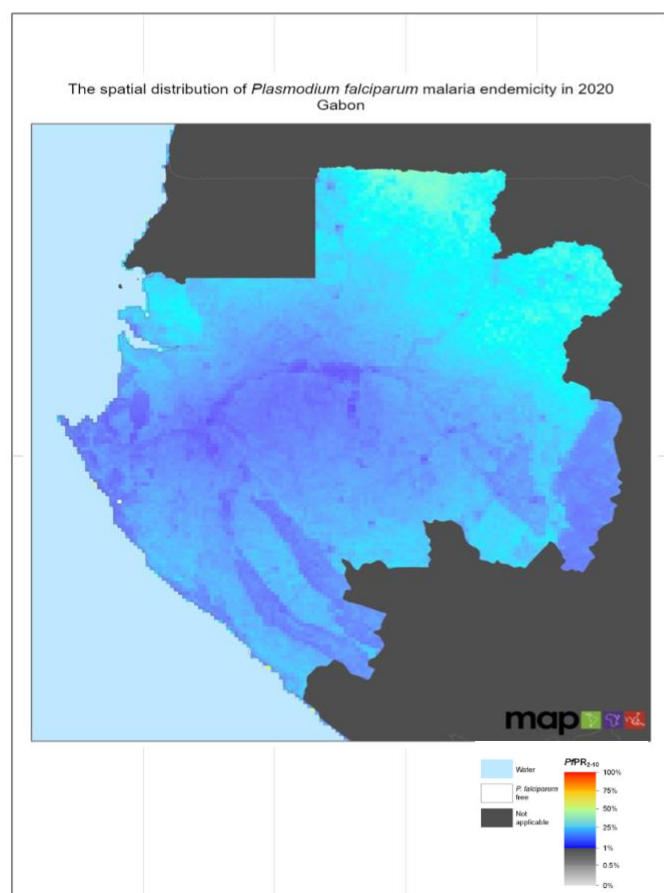 The spatial distribution of Plasmodium falciparum malaria endemicity in 2020
Gabon
map
Water
P. falciparum
free
Not
applicable
PfPR2-10
100%
75%
50%
25%
1%
0.5%
0%